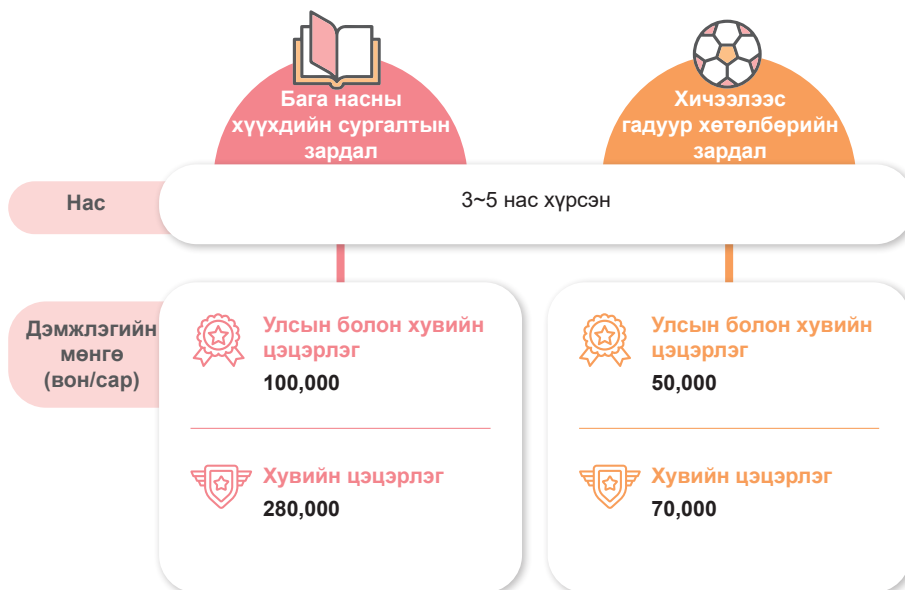 Бага насны
хүүхдийн сургалтын
зардал
Хичээлээс
гадуур хөтөлбөрийн
зардал
Нас
3~5 нас хүрсэн
Дэмжлэгийн
мөнгө
(вон/сар)
Улсын болон хувийн
цэцэрлэг
100,000
Хувийн цэцэрлэг
280,000
Улсын болон хувийн
цэцэрлэг
50,000
Хувийн цэцэрлэг
70,000